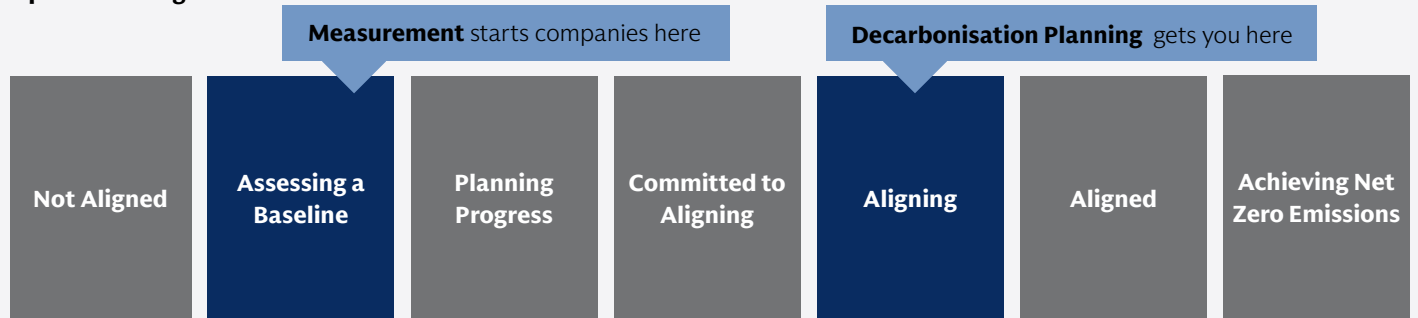 Measurement starts companies here
Decarbonisation Planning gets you here
Not Aligned
Assessing a
Baseline
Planning
Progress
Committed to
Aligning
Aligning
Aligned
Achieving Net
Zero Emissions